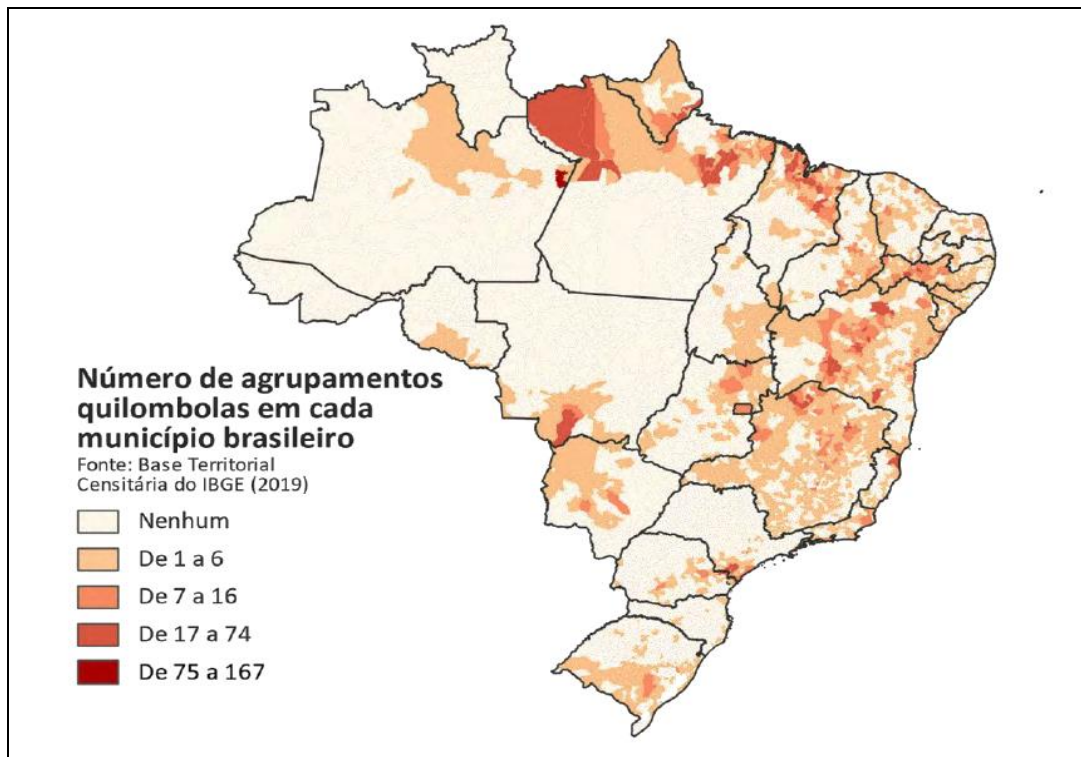 Número de agrupamentos
quilombolas em cada
município brasileiro
Fonte: Base Territorial
Censitária do IBGE (2019)
Nenhum
De 1 a 6
De 7 a 16
De 17 a 74
De 75 a 167